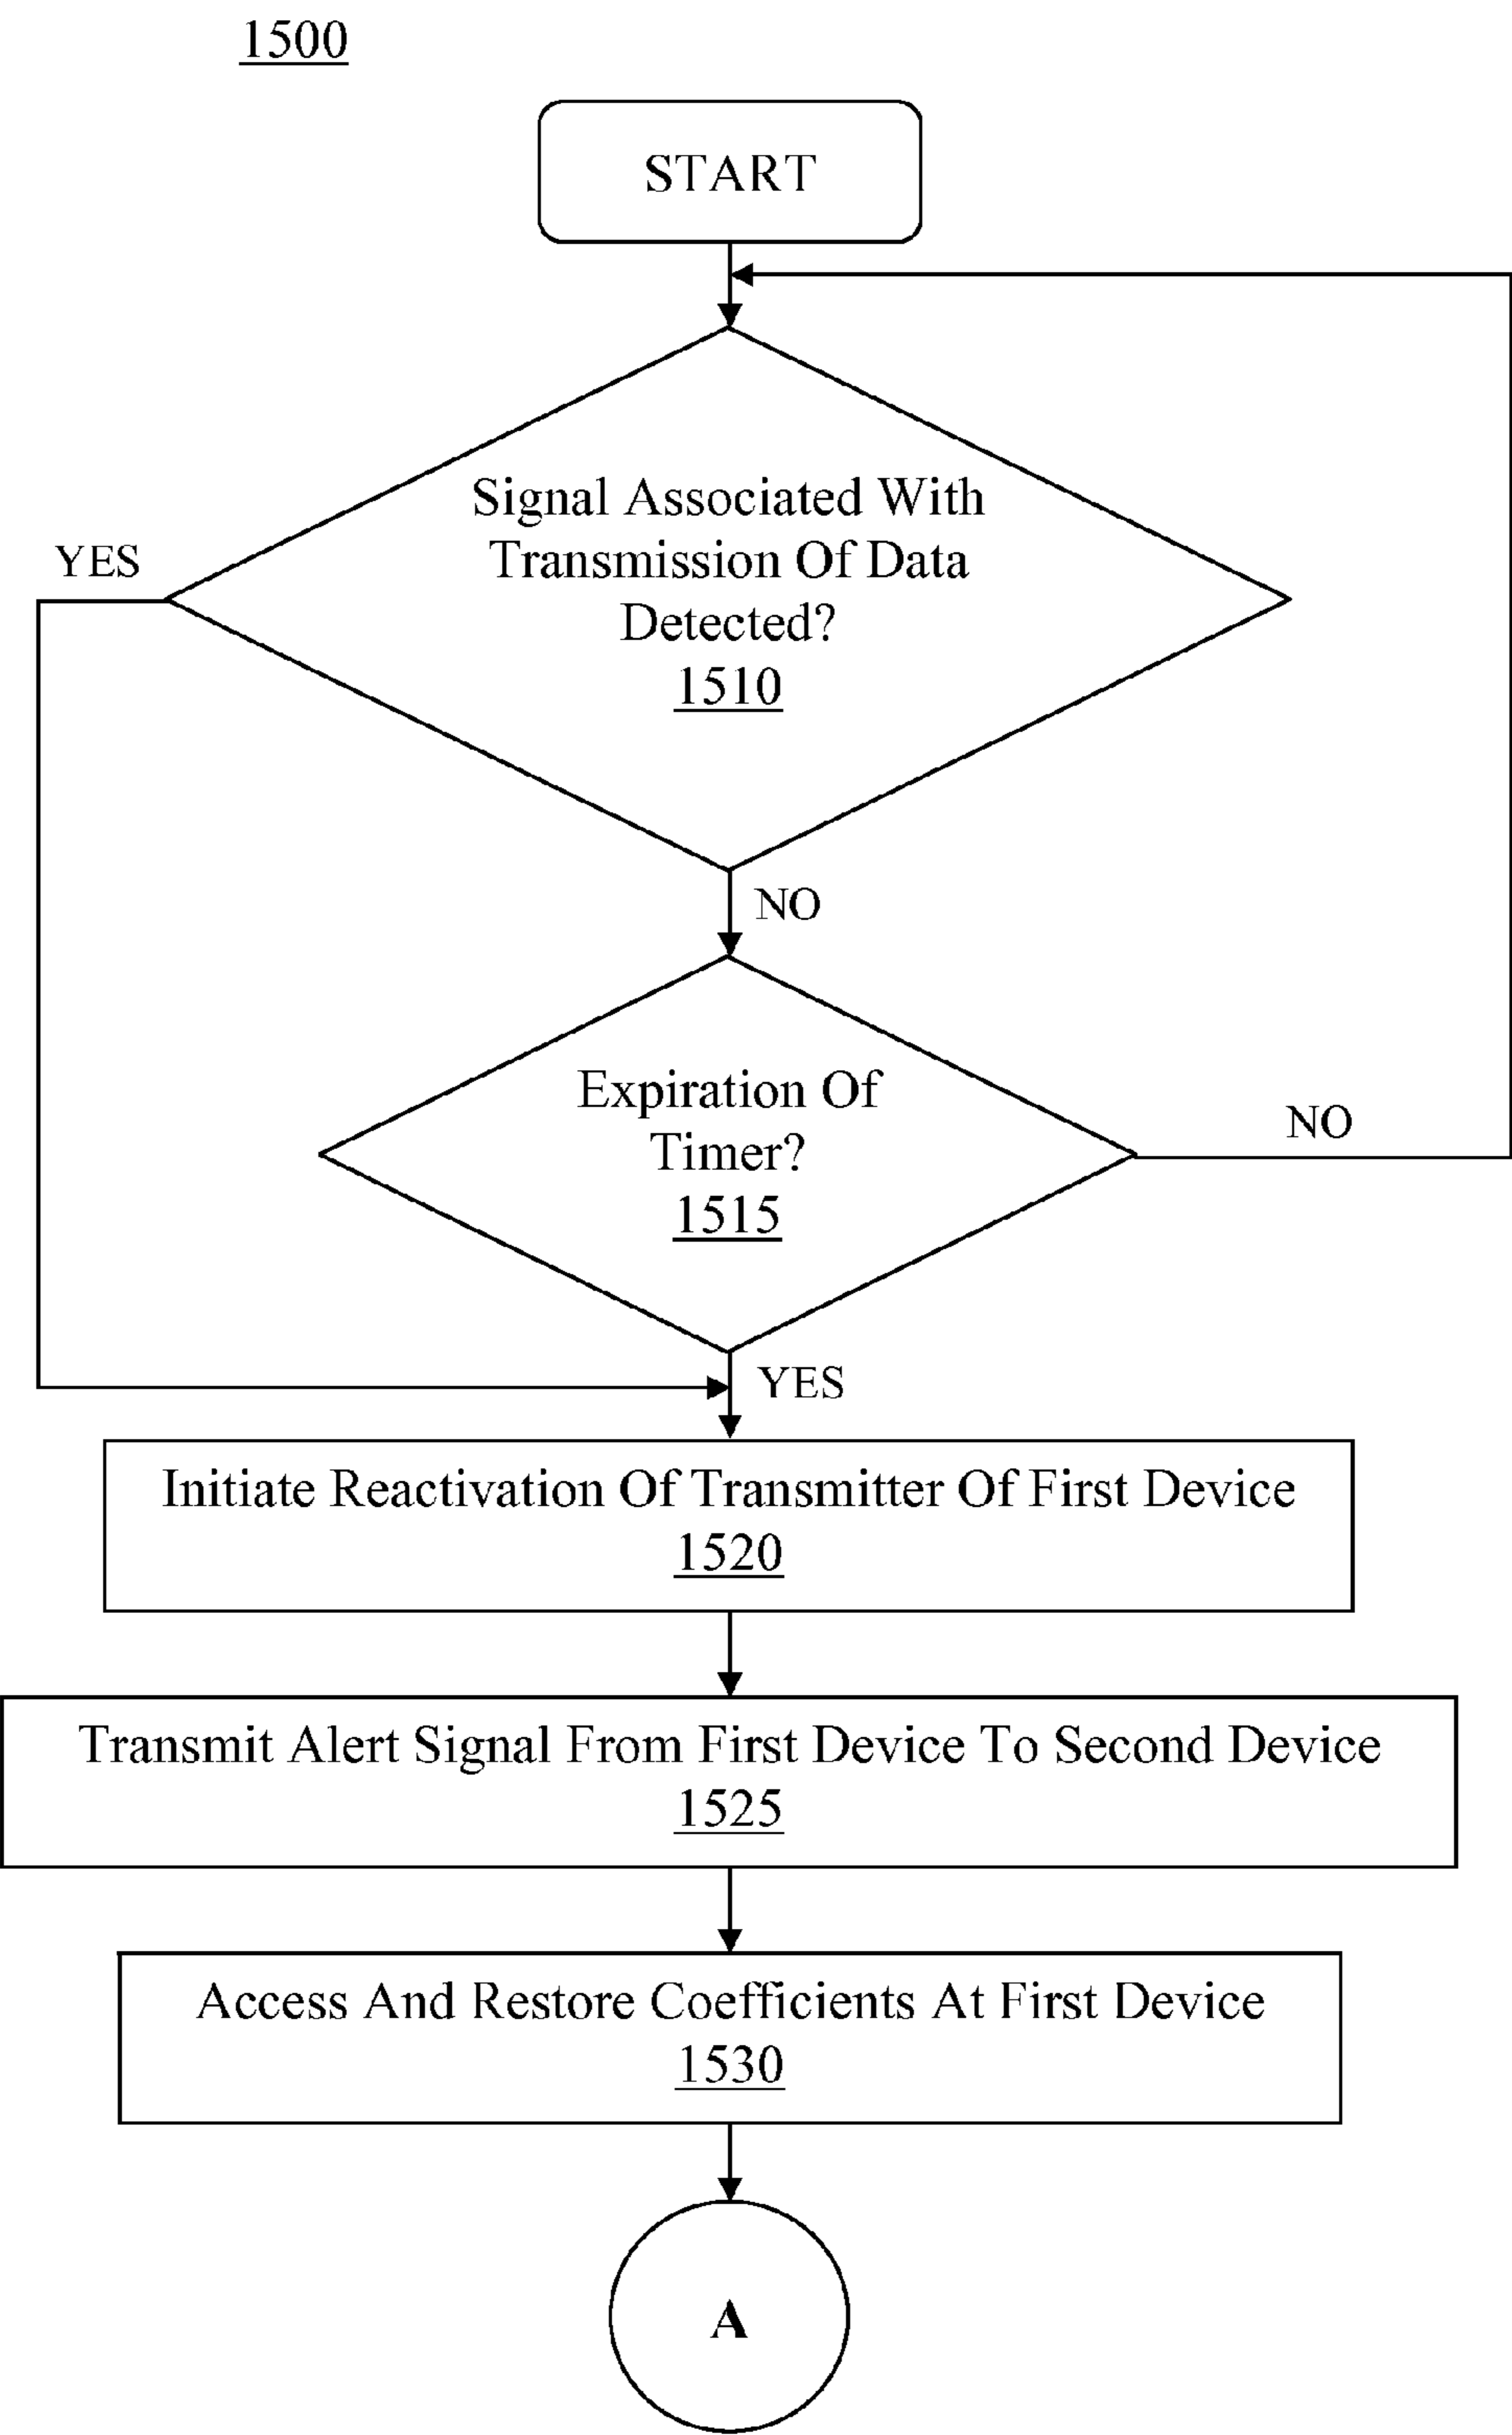 1500
START
Signal Associated With
Transmission Of Data
Detected?
1510
YES
NO
Expiration Of
Timer?
1515
NO
YES
Initiate Reactivation Of Transmitter Of First Device
1520
Transmit Alert Signal From First Device To Second Device
1525
Access And Restore Coefficients At First Device
1530
A